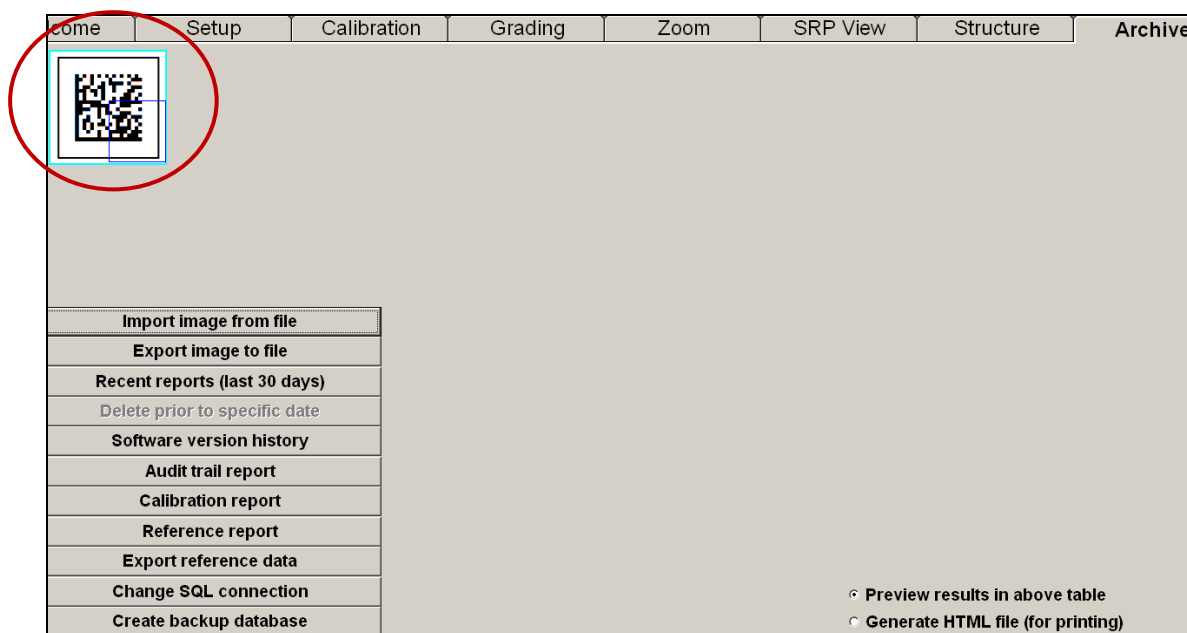 come Setup Calibration Grading Zoom SRP View Structure Archive
Import image from file
Export image to file
Recent reports (last 30 days)
Delete prior to specific date
Software version history
Audit trail report
Calibration report
Reference report
Export reference data
Change SQL connection
Create backup database
Preview results in above table
Generate HTML file (for printing)